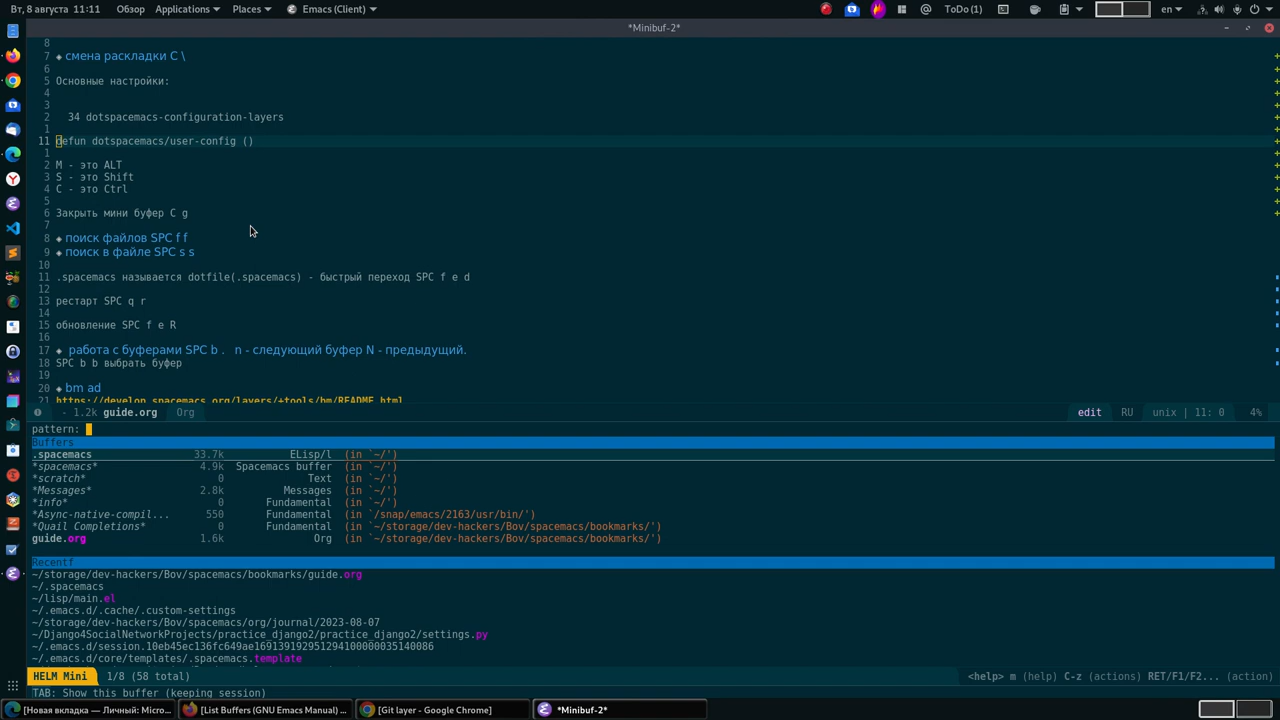 Вт, 8 августа 11:11 Обзор Applications Places Emacs (Client) ToDo (1) en
*Minibuf-2*
8
7 ◈ смена раскладки C \
6
5 Основные настройки:
4
3
2 34 dotspacemacs-configuration-layers
1
11 defun dotspacemacs/user-config ()
1
2 M - это ALT
3 S - это Shift
4 C - это Ctrl
5
6 Закрыть мини буфер C g
7
8 ◈ поиск файлов SPC f f
9 ◈ поиск в файле SPC s s
10
11 .spacemacs называется dotfile(.spacemacs) - быстрый переход SPC f e d
12
13 рестарт SPC q r
14
15 обновление SPC f e R
16
17 ◈ работа с буферами SPC b . n - следующий буфер N - предыдущий.
18 SPC b b выбрать буфер
19
20 ◈ bm ad
21 https://develop.spacemacs.org/layers/+tools/bm/README.html
- 1.2k guide.org Org edit RU unix | 11: 0 4%
pattern:
Buffers
.spacemacs 33.7k ELisp/l (in `~/')
*spacemacs* 4.9k Spacemacs buffer (in `~/')
*scratch* 0 Text (in `~/')
*Messages* 2.8k Messages (in `~/')
*info* 0 Fundamental (in `~/')
*Async-native-compil... 550 Fundamental (in `/snap/emacs/2163/usr/bin/')
*Quail Completions* 0 Fundamental (in `~/storage/dev-hackers/Bov/spacemacs/bookmarks/')
guide.org 1.6k Org (in `~/storage/dev-hackers/Bov/spacemacs/bookmarks/')
Recentf
~/storage/dev-hackers/Bov/spacemacs/bookmarks/guide.org
~/.spacemacs
~/lisp/main.el
~/.emacs.d/.cache/.custom-settings
~/storage/dev-hackers/Bov/spacemacs/org/journal/2023-08-07
~/Django4SocialNetworkProjects/practice_django2/practice_django2/settings.py
~/.emacs.d/session.10eb45ec136fc649ae169139192951294100000035140086
~/.emacs.d/core/templates/.spacemacs.template
HELM Mini 1/8 (58 total) <help> m (help) C-z (actions) RET/F1/F2... (action)
TAB: Show this buffer (keeping session)
[Новая вкладка — Личный: Micro... [List Buffers (GNU Emacs Manual) ... [Git layer - Google Chrome] *Minibuf-2*